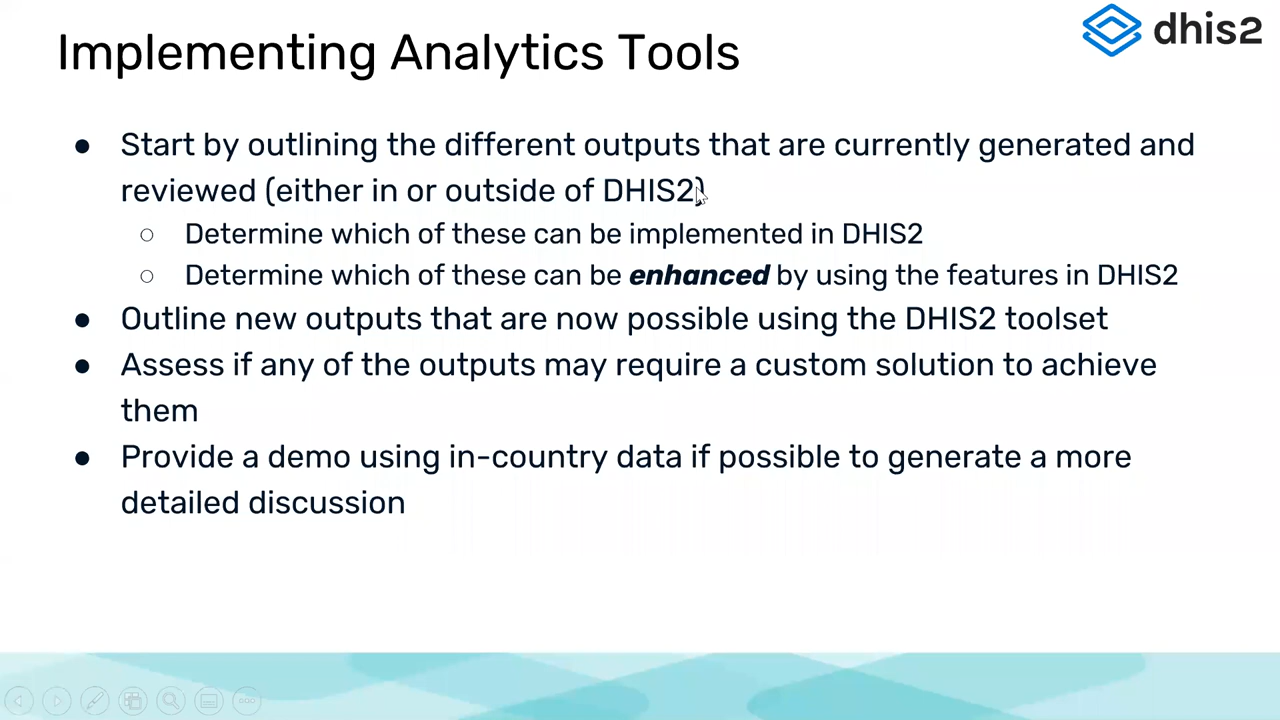 Implementing Analytics Tools
dhis2
● Start by outlining the different outputs that are currently generated and
reviewed (either in or outside of DHIS2)
○ Determine which of these can be implemented in DHIS2
○ Determine which of these can be enhanced by using the features in DHIS2
● Outline new outputs that are now possible using the DHIS2 toolset
● Assess if any of the outputs may require a custom solution to achieve
them
● Provide a demo using in-country data if possible to generate a more
detailed discussion